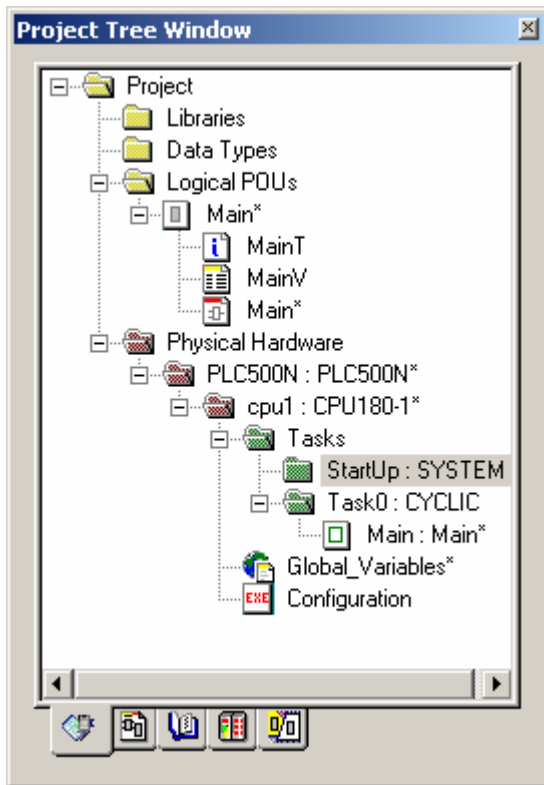 Project Tree Window
Project
Libraries
Data Types
Logical POUs
Main*
MainT
MainV
Main*
Physical Hardware
PLC500N : PLC500N*
cpu1 : CPU180-1*
Tasks
StartUp : SYSTEM
Task0 : CYCLIC
Main : Main*
Global_Variables*
EXE Configuration